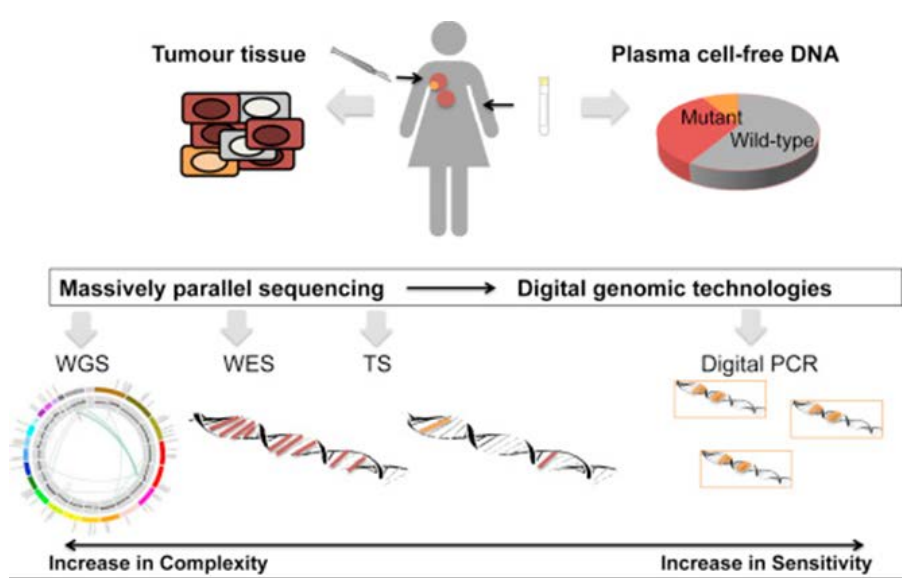 Tumour tissue
Plasma cell-free DNA
Mutant
Wild-type
Massively parallel sequencing
Digital genomic technologies
WGS
WES
TS
Digital PCR
Increase in Complexity
Increase in Sensitivity